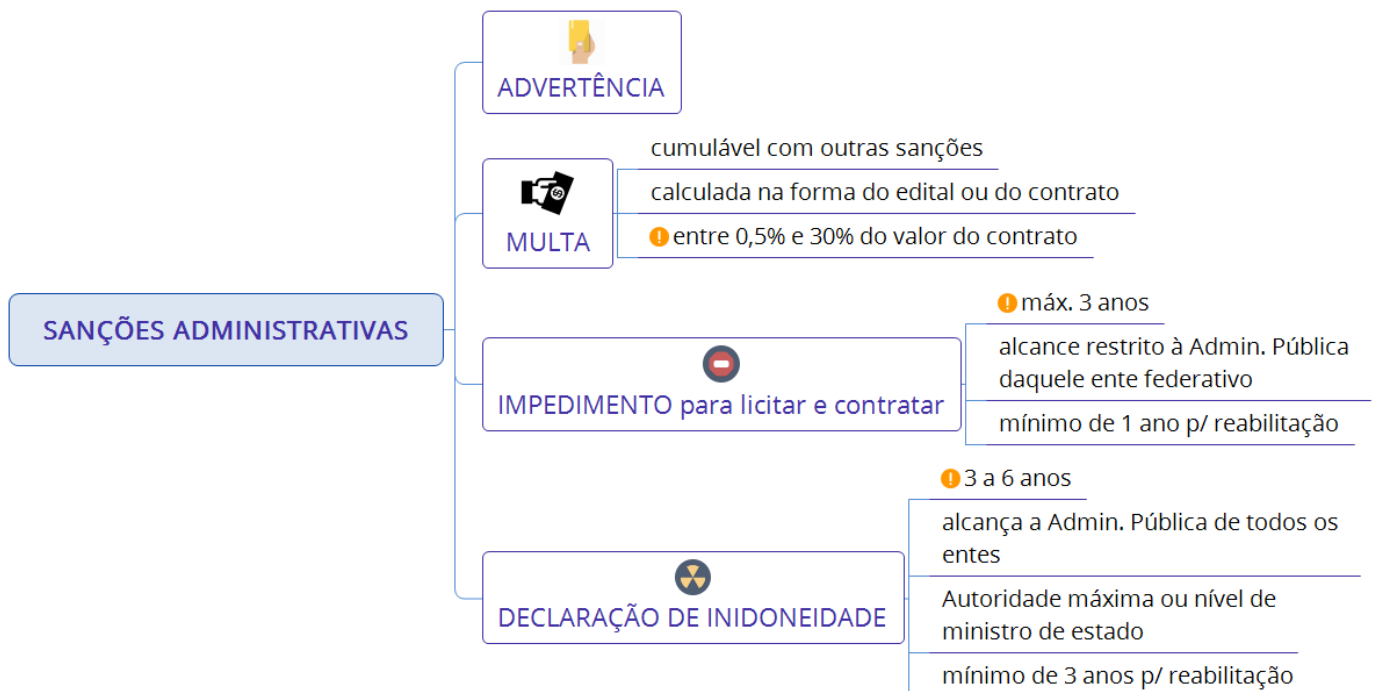 ADVERTÊNCIA
cumulável com outras sanções
calculada na forma do edital ou do contrato
MULTA
entre 0,5% e 30% do valor do contrato
SANÇÕES ADMINISTRATIVAS
máx. 3 anos
alcance restrito à Admin. Pública
daquele ente federativo
IMPEDIMENTO para licitar e contratar
mínimo de 1 ano p/ reabilitação
3 a 6 anos
alcança a Admin. Pública de todos os
entes
DECLARAÇÃO DE INIDONEIDADE
Autoridade máxima ou nível de
ministro de estado
mínimo de 3 anos p/ reabilitação